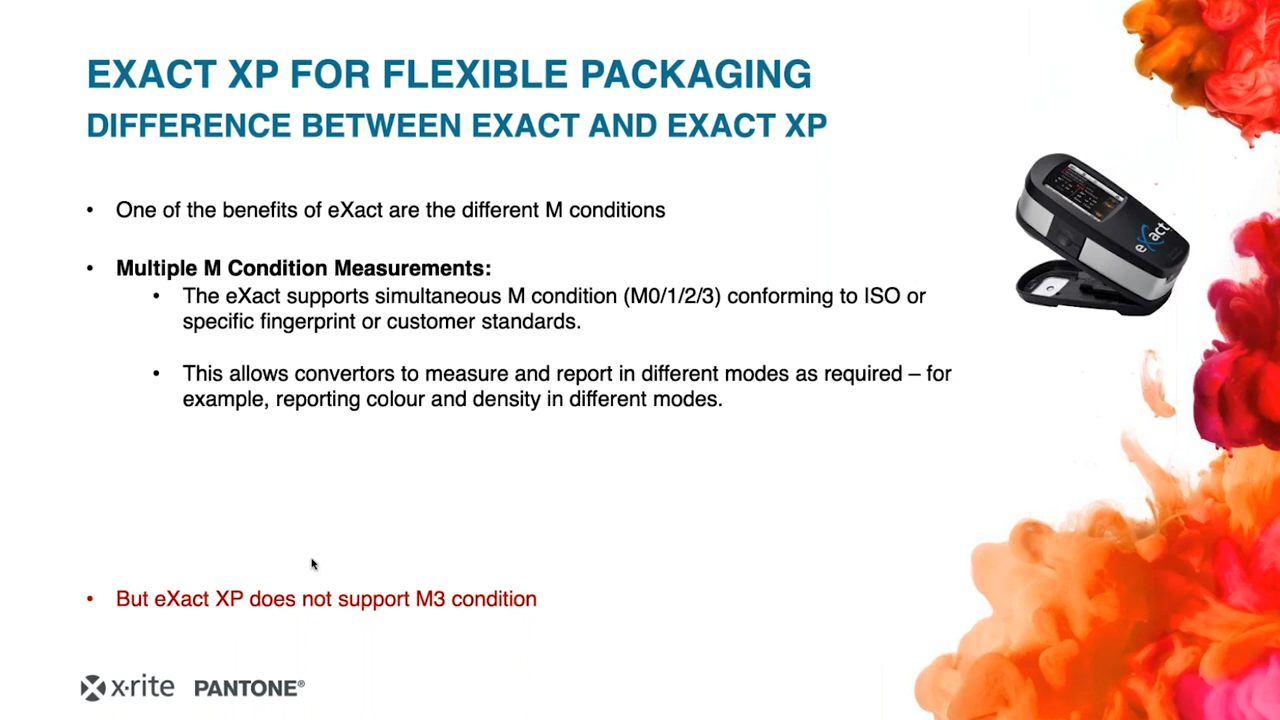 EXACT XP FOR FLEXIBLE PACKAGING
DIFFERENCE BETWEEN EXACT AND EXACT XP
• One of the benefits of eXact are the different M conditions
• Multiple M Condition Measurements:
• The eXact supports simultaneous M condition (M0/1/2/3) conforming to ISO or
specific fingerprint or customer standards.
• This allows convertors to measure and report in different modes as required – for
example, reporting colour and density in different modes.
• But eXact XP does not support M3 condition
eXact
x·rite PANTONE®